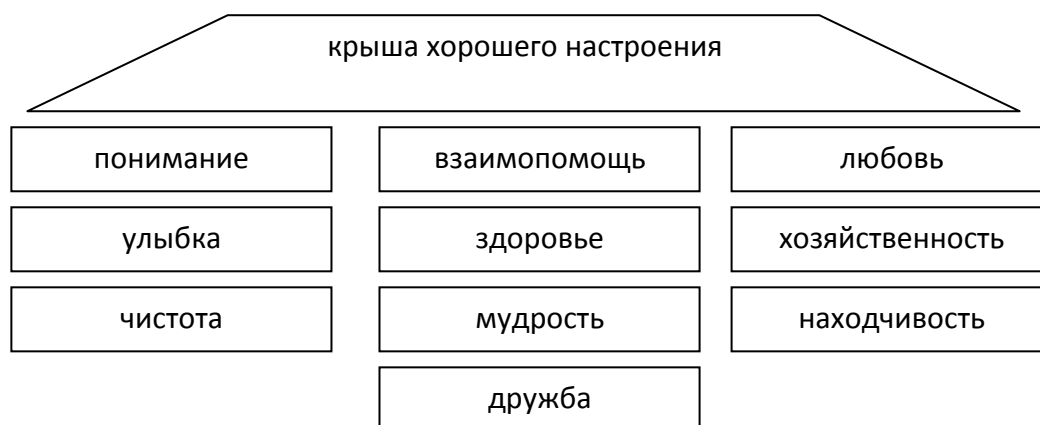 крыша хорошего настроения
понимание
взаимопомощь
любовь
улыбка
здоровье
хозяйственность
чистота
мудрость
находчивость
дружба